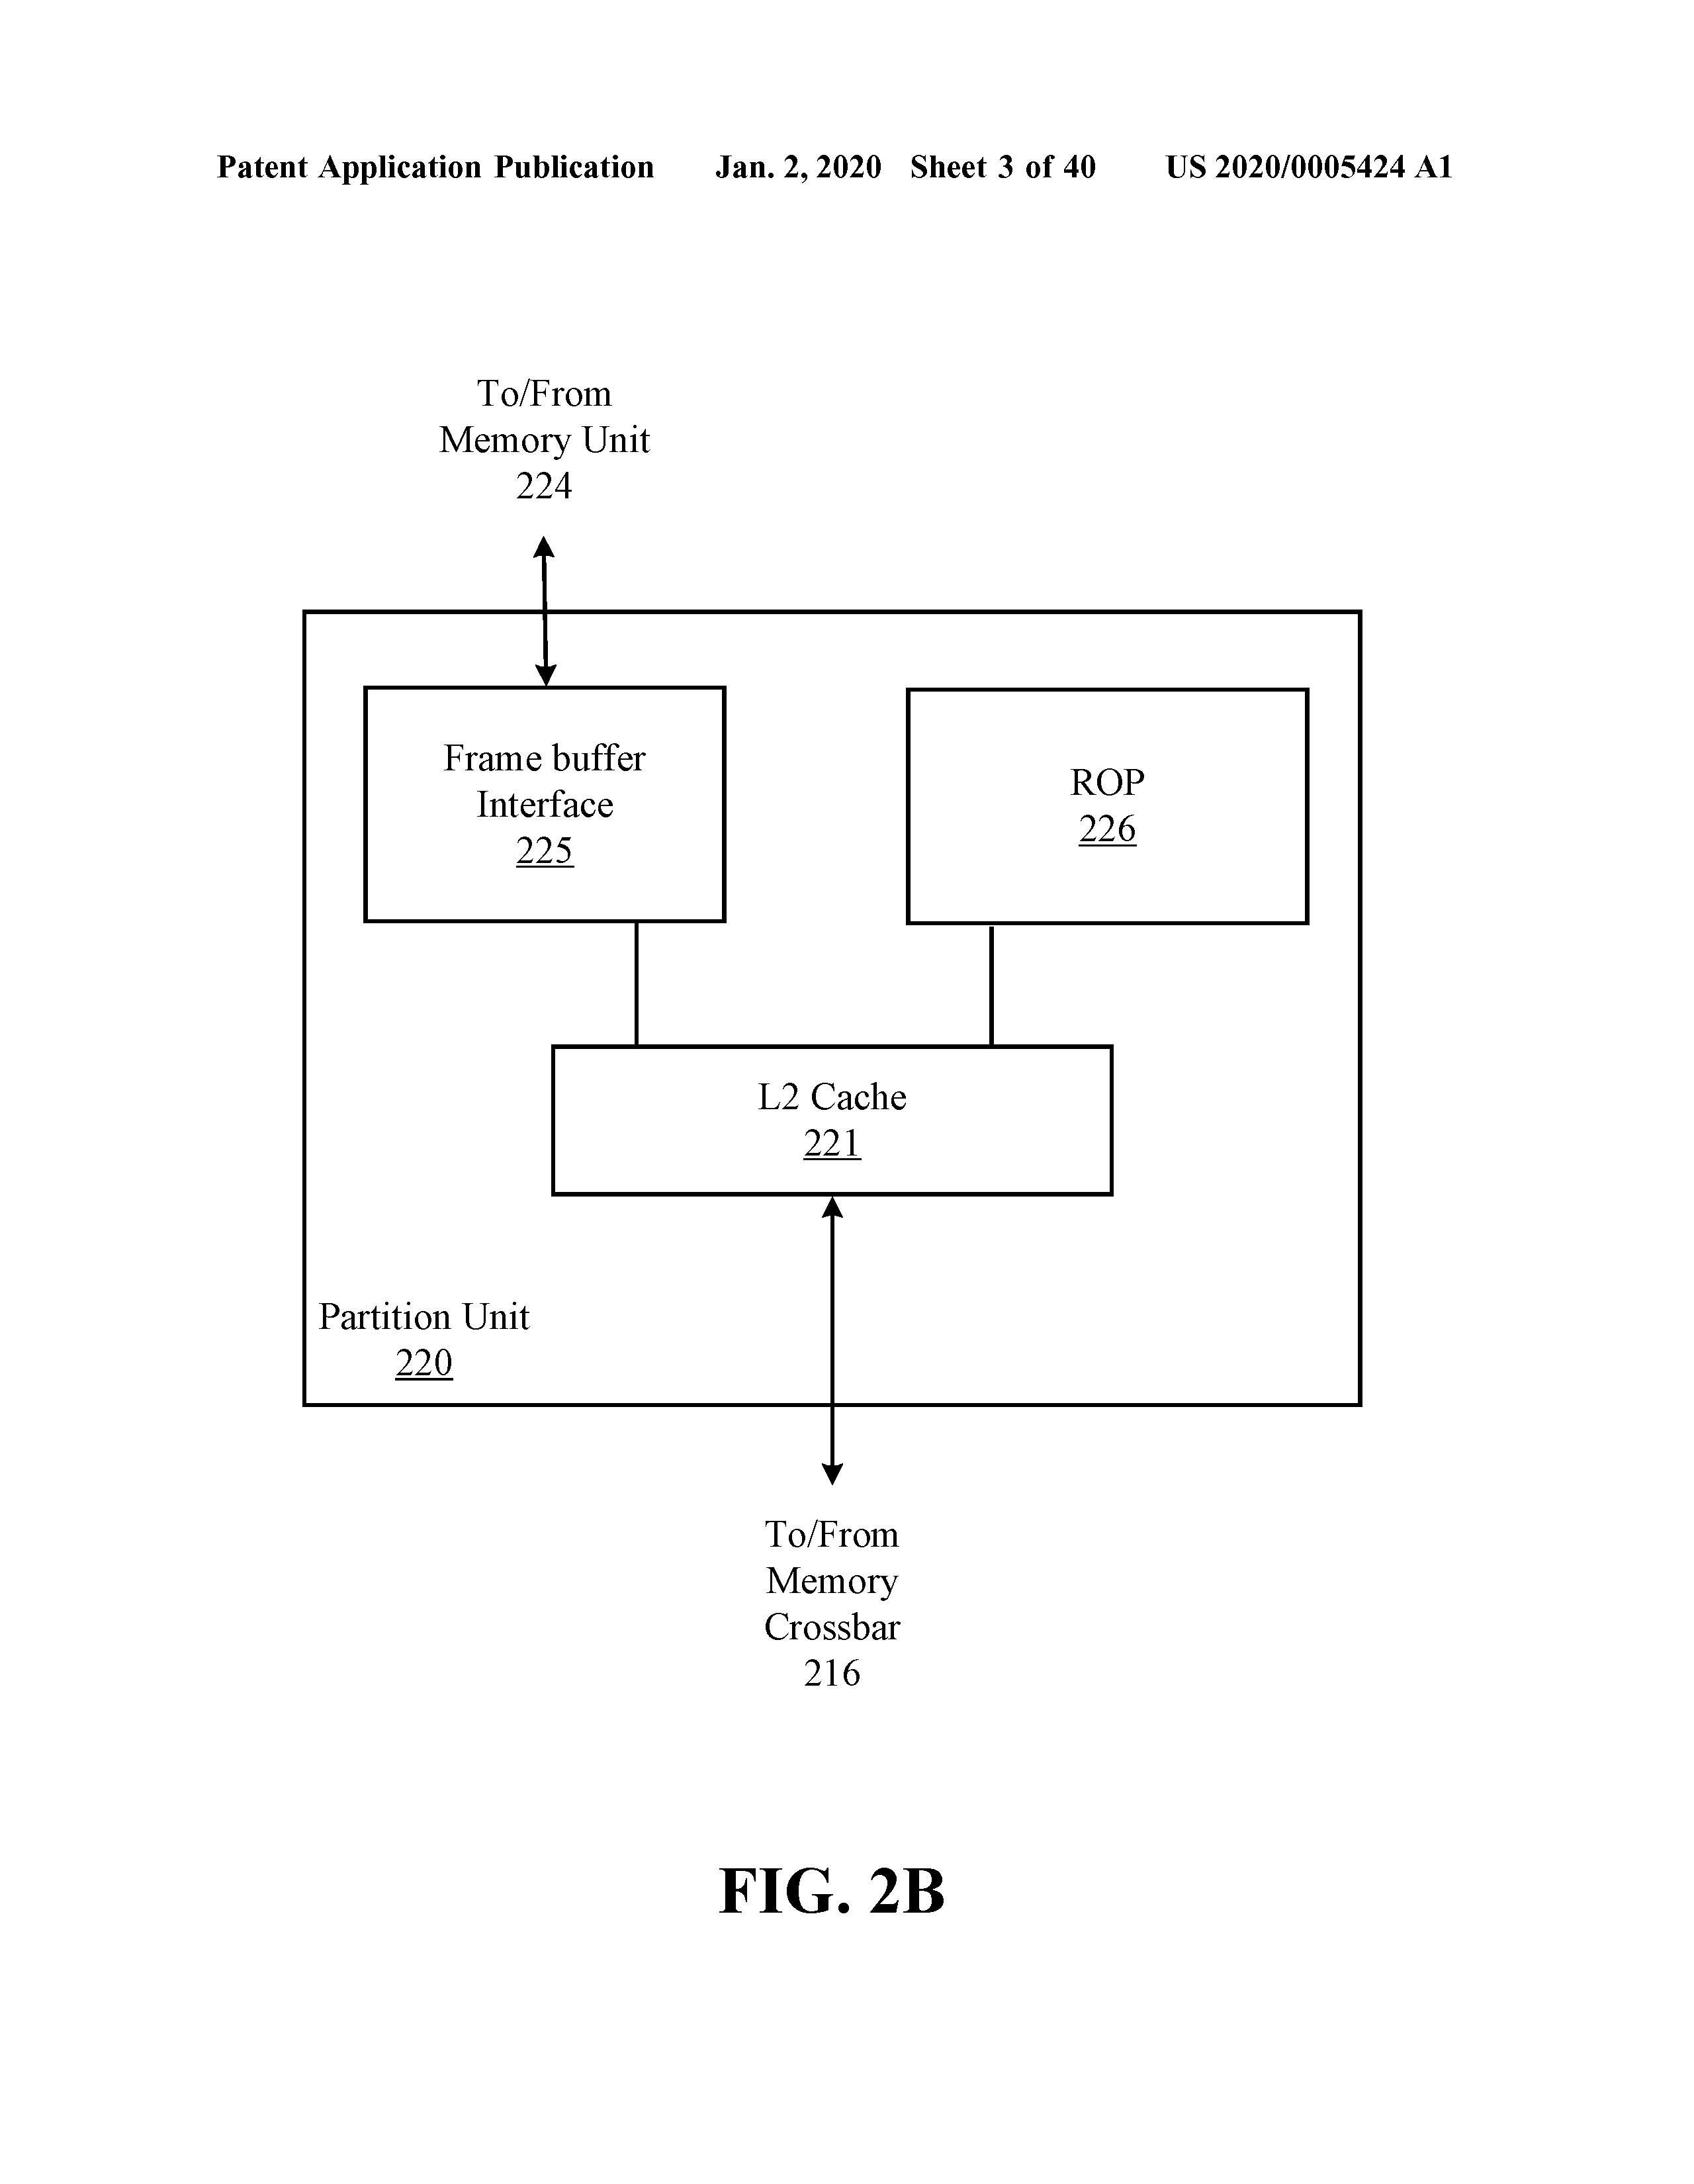 Patent Application Publication Jan. 2, 2020 Sheet 3 of 40 US 2020/0005424 A1
To/From
Memory Unit
224
Frame buffer
Interface
225
ROP
226
L2 Cache
221
Partition Unit
220
To/From
Memory
Crossbar
216
FIG. 2B